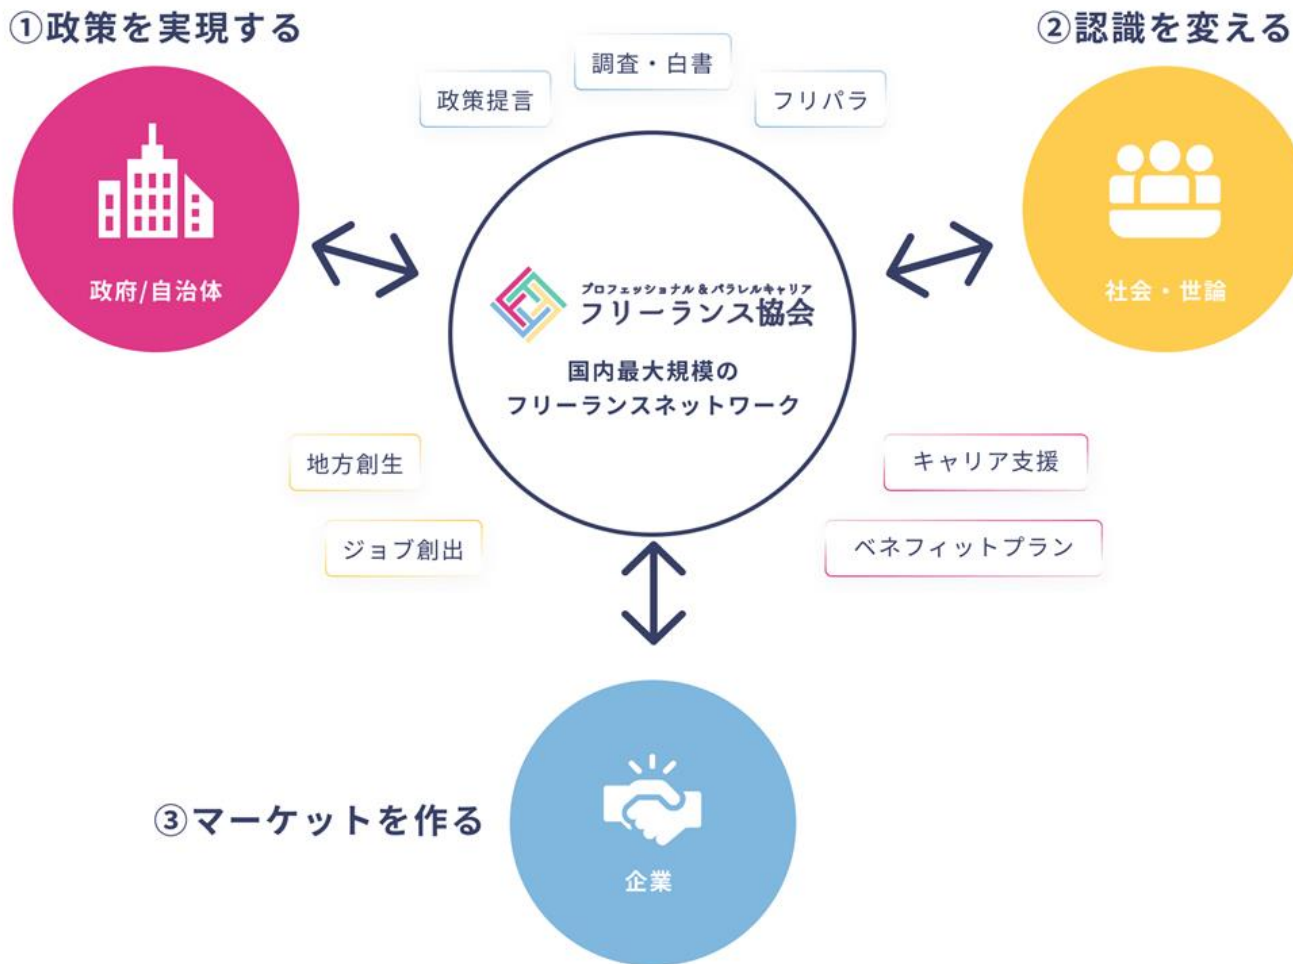 ①政策を実現する
②認識を変える
調査・白書
政策提言
フリパラ
政府/自治体
社会・世論
プロフェッショナル&パラレルキャリア
フリーランス協会
国内最大規模の
フリーランスネットワーク
地方創生
キャリア支援
ジョブ創出
ベネフィットプラン
③マーケットを作る
企業